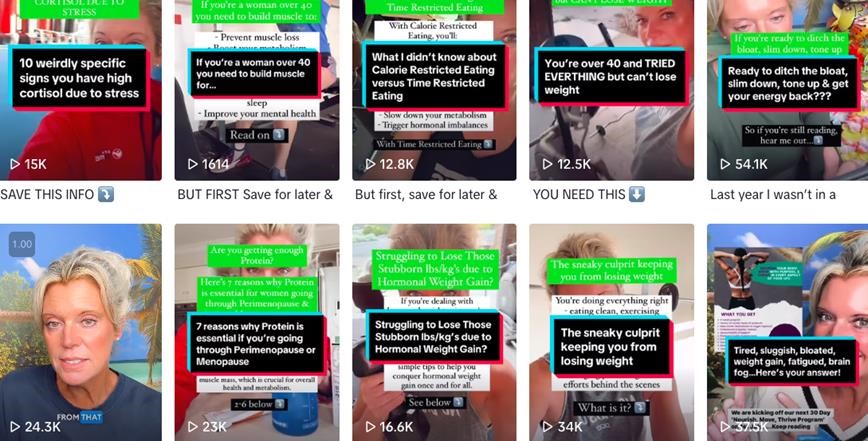 CORTISOL DUE TO
STRESS
10 weirdly specific
signs you have high
cortisol due to stress
15K
SAVE THIS INFO
If you're a woman over 40
you need to build muscle to:
- Prevent muscle loss
- Boost your metabolism
If you're a woman over 40
you need to build muscle
for...
sleep
- Improve your mental health
Read on
1614
BUT FIRST Save for later &
Time Restricted Eating
With Calorie Restricted
Eating, you'll:
What I didn't know about
Calorie Restricted Eating
versus Time Restricted
Eating
- Slow down your metabolism
- Trigger hormonal imbalances
With Time Restricted Eating
12.8K
But first, save for later &
but CAN'T LOSE WEIGHT
You're over 40 and TRIED
EVERTHING but can't lose
weight
12.5K
YOU NEED THIS
If you're ready to ditch the
bloat, slim down, tone up
Ready to ditch the bloat,
slim down, tone up & get
your energy back???
So if you're still reading,
hear me out...
54.1K
Last year I wasn't in a
1.00
FROM THAT
24.3K
Are you getting enough
Protein?
Here's 7 reasons why Protein
is essential for women going
through Perimenopause &
7 reasons why Protein is
essential if you're going
through Perimenopause or
Menopause
muscle mass, which is crucial for overall
health and metabolism.
2-6 below
23K
Struggling to Lose Those
Stubborn lbs/kg's due to
Hormonal Weight Gain?
If you're dealing with
Struggling to Lose Those
Stubborn lbs/kg's due to
Hormonal Weight Gain?
simple tips to help you
conquer hormonal weight
gain once and for all.
See below
16.6K
The sneaky culprit keeping
you from losing weight
You're doing everything right
- eating clean, exercising
The sneaky culprit
keeping you from
losing weight
efforts behind the scenes
What is it?
34K
WHAT YOU GET
Tired, sluggish, bloated,
weight gain, fatigued, brain
fog...Here's your answer!
We are kicking off our next 30 Day
'Nourish, Move, Thrive Program'
Keep reading
37.5K